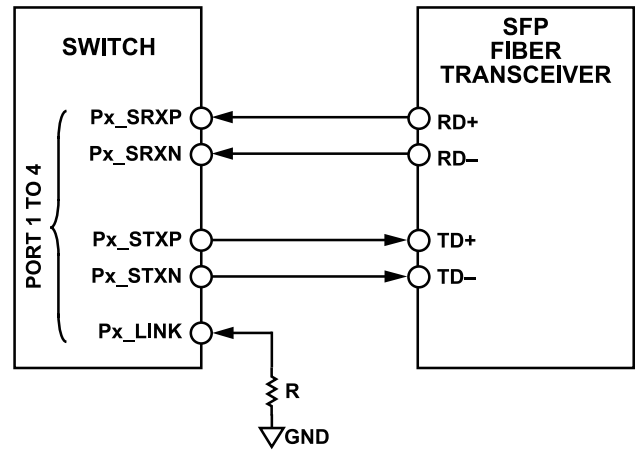 SWITCH
SFP
FIBER
TRANSCEIVER
PORT 1 TO 4
Px_SRXP
RD+
Px_SRXN
RD–
Px_STXP
TD+
Px_STXN
TD–
Px_LINK
R
GND